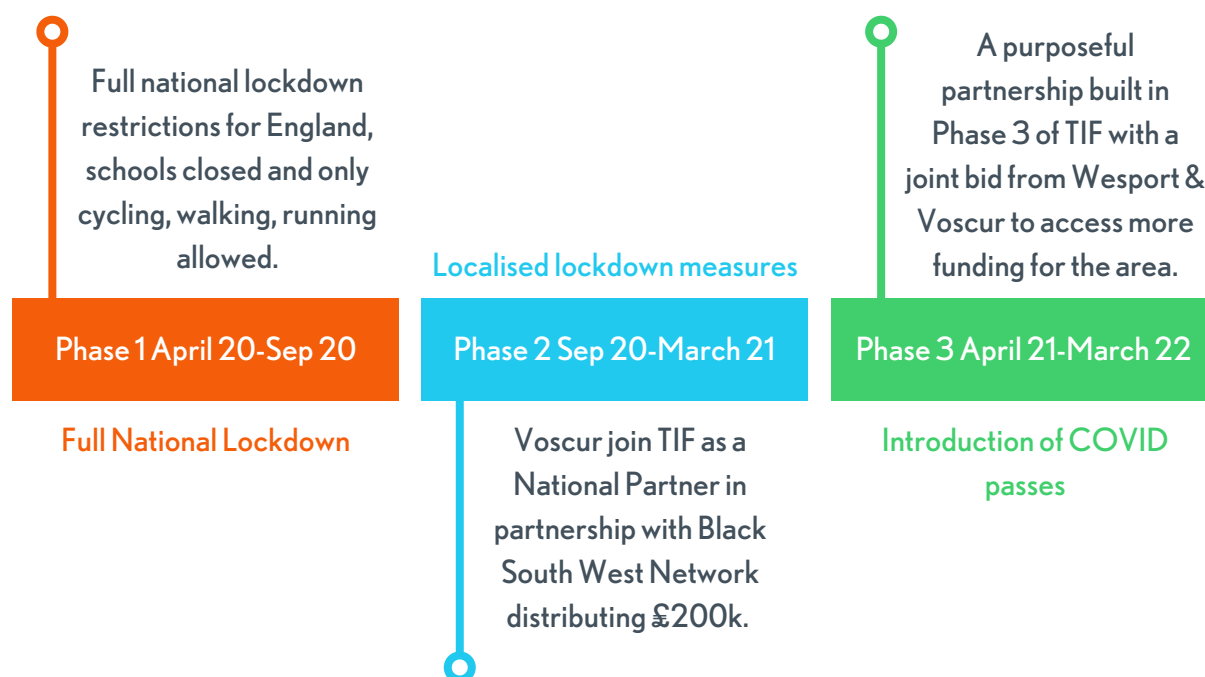 Full national lockdown
restrictions for England,
schools closed and only
cycling, walking, running
allowed.
Phase 1 April 20-Sep 20
Full National Lockdown
Localised lockdown measures
Phase 2 Sep 20-March 21
Voscur join TIF as a
National Partner in
partnership with Black
South West Network
distributing £200k.
A purposeful
partnership built in
Phase 3 of TIF with a
joint bid from Wesport &
Voscur to access more
funding for the area.
Phase 3 April 21-March 22
Introduction of COVID
passes